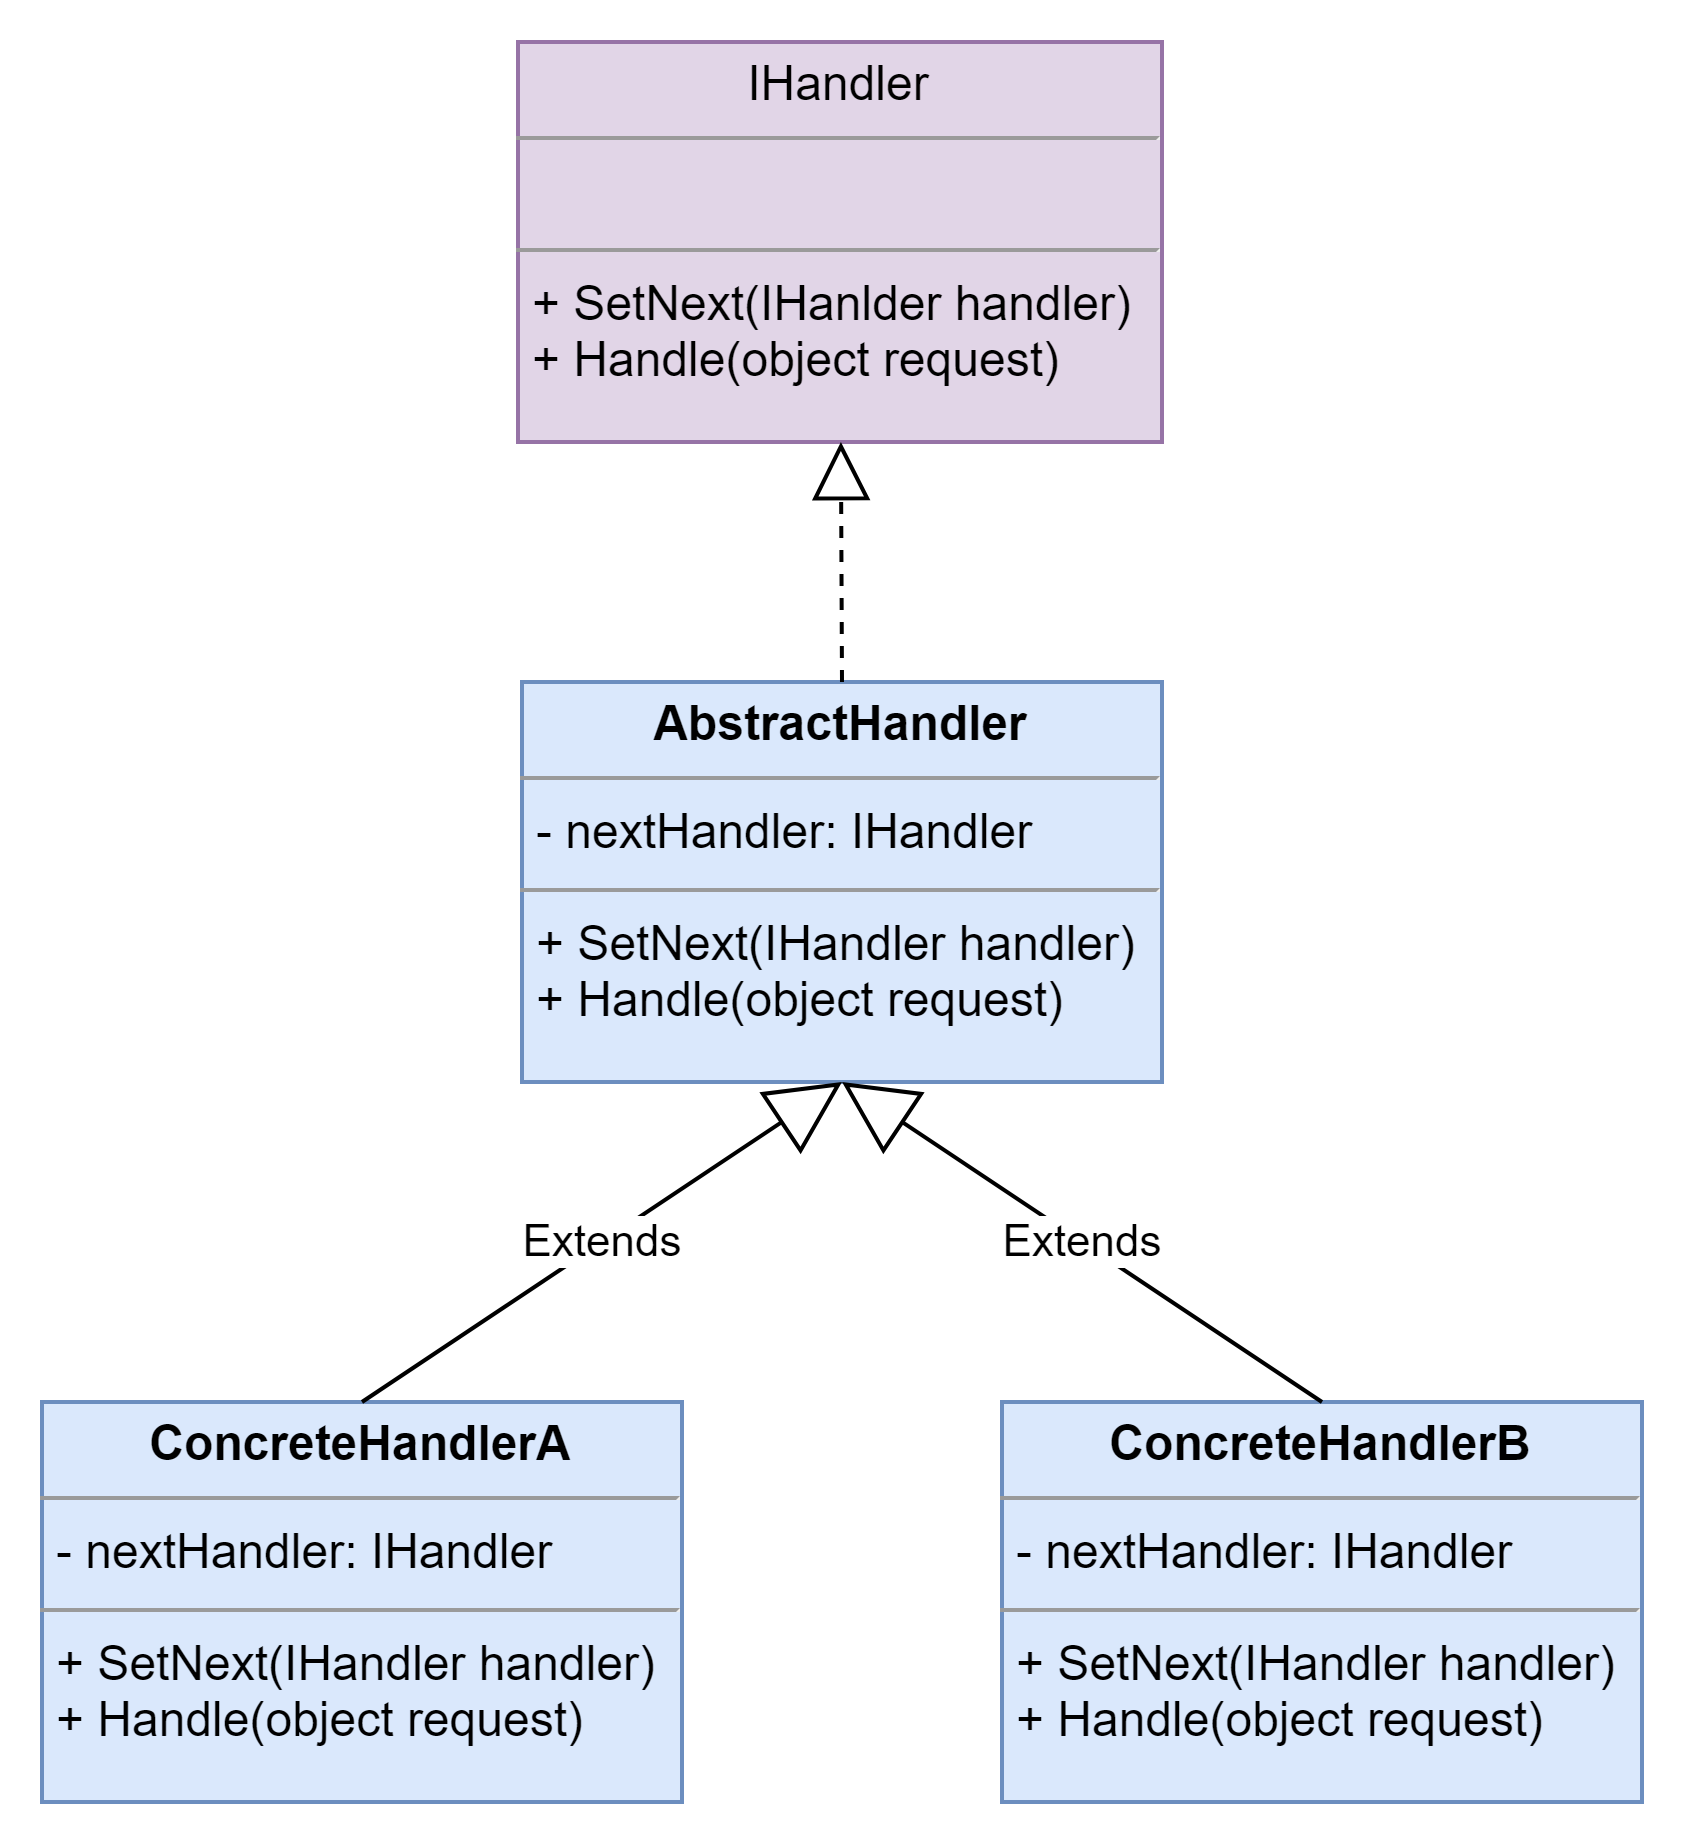 IHandler
+ SetNext(IHanlder handler)
+ Handle(object request)
AbstractHandler
- nextHandler: IHandler
+ SetNext(IHandler handler)
+ Handle(object request)
Extends
Extends
ConcreteHandlerA
- nextHandler: IHandler
+ SetNext(IHandler handler)
+ Handle(object request)
ConcreteHandlerB
- nextHandler: IHandler
+ SetNext(IHandler handler)
+ Handle(object request)